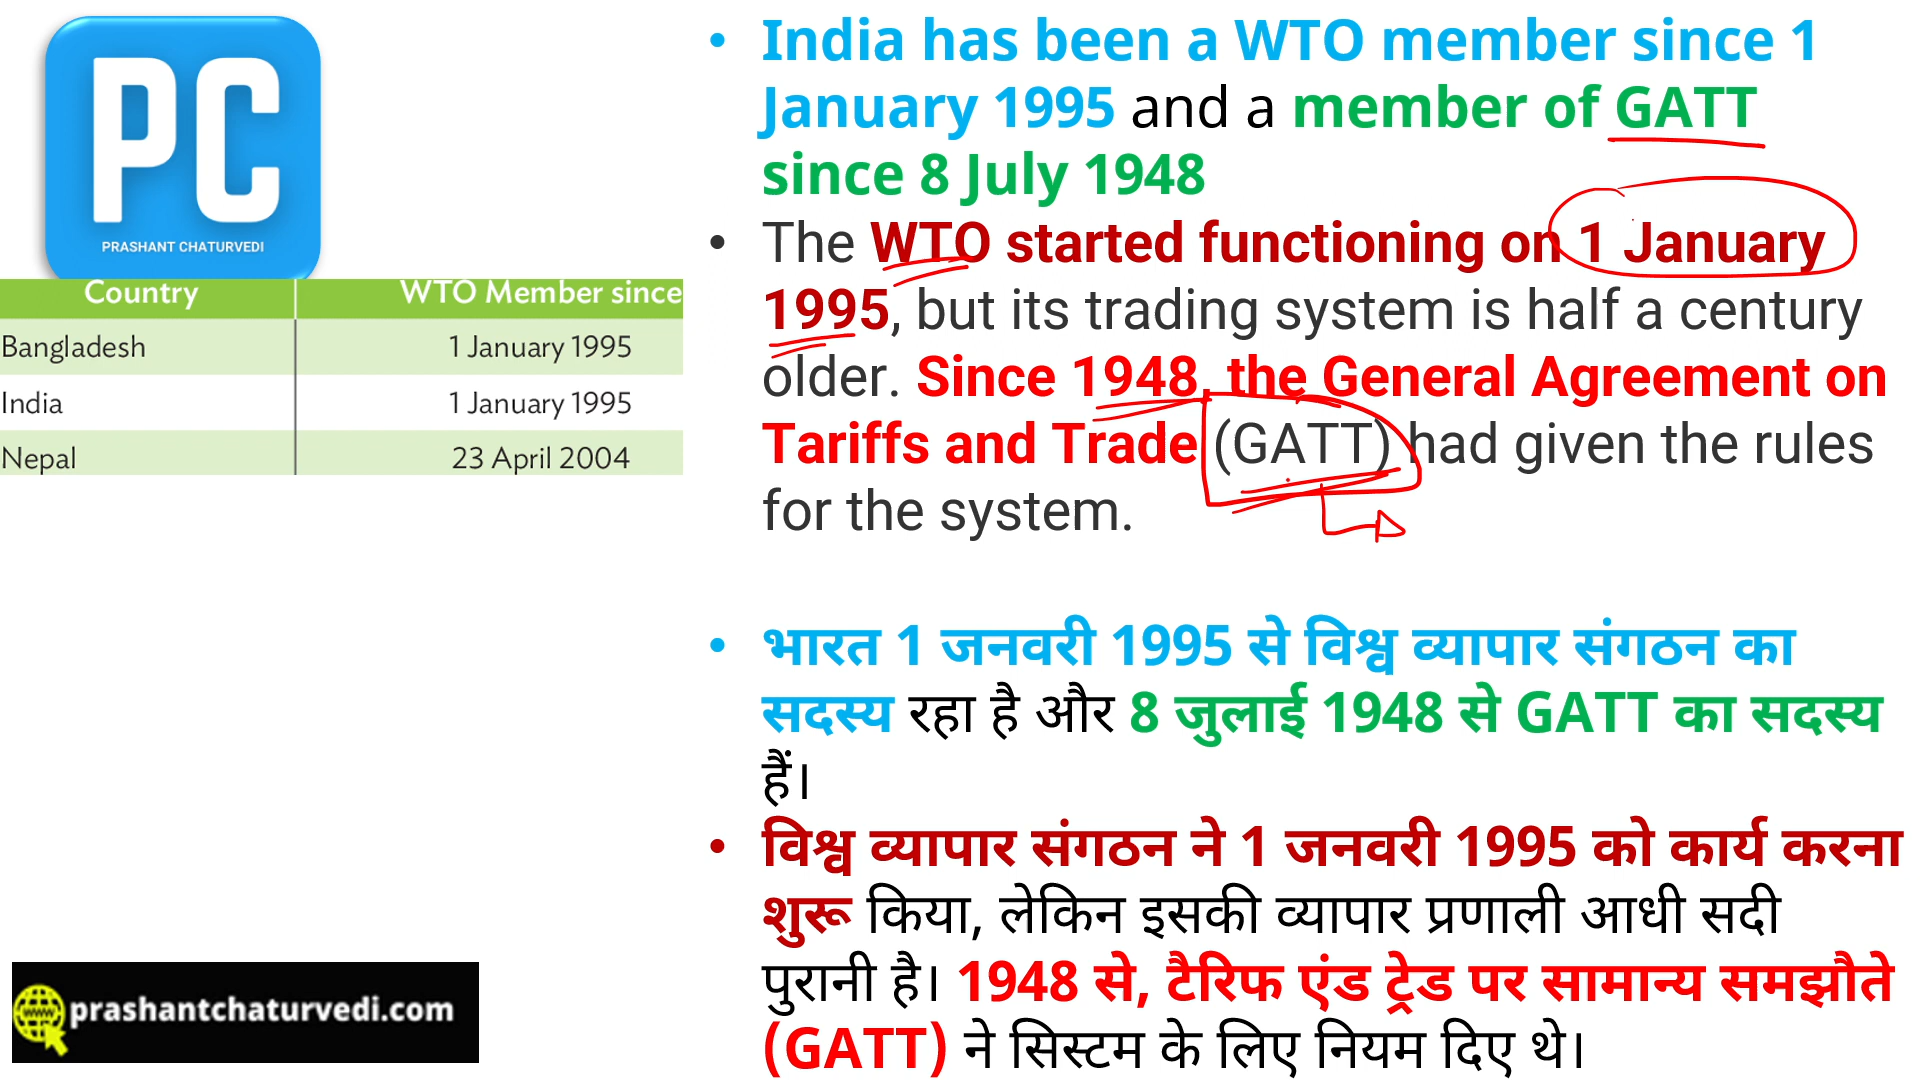 PC
PRASHANT CHATURVEDI
Country WTO Member since
Bangladesh 1 January 1995
India 1 January 1995
Nepal 23 April 2004
• India has been a WTO member since 1
January 1995 and a member of GATT
since 8 July 1948
• The WTO started functioning on 1 January
1995, but its trading system is half a century
older. Since 1948, the General Agreement on
Tariffs and Trade (GATT) had given the rules
for the system.
• भारत 1 जनवरी 1995 से विश्व व्यापार संगठन का
सदस्य रहा है और 8 जुलाई 1948 से GATT का सदस्य
हैं।
• विश्व व्यापार संगठन ने 1 जनवरी 1995 को कार्य करना
शुरू किया, लेकिन इसकी व्यापार प्रणाली आधी सदी
पुरानी है। 1948 से, टैरिफ एंड ट्रेड पर सामान्य समझौते
(GATT) ने सिस्टम के लिए नियम दिए थे।
www prashantchaturvedi.com